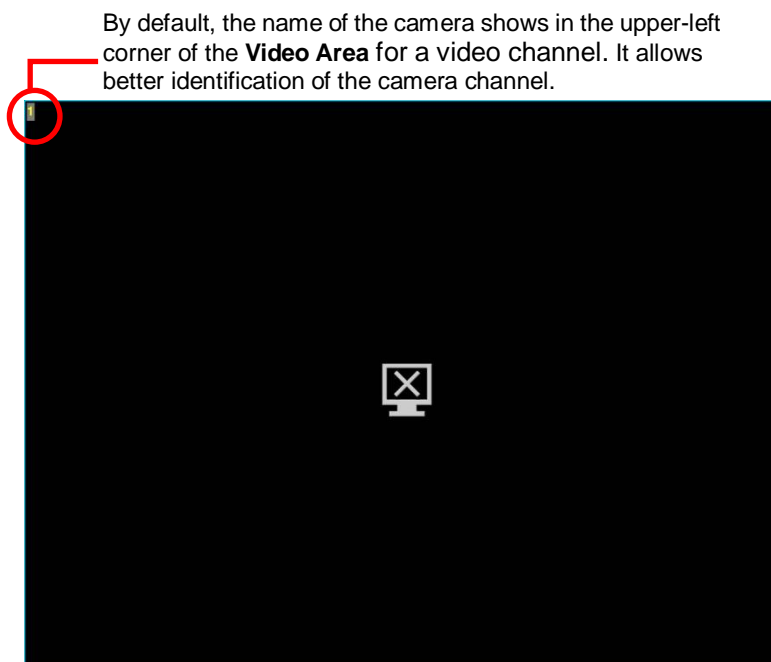 By default, the name of the camera shows in the upper-left
corner of the Video Area for a video channel. It allows
better identification of the camera channel.
1